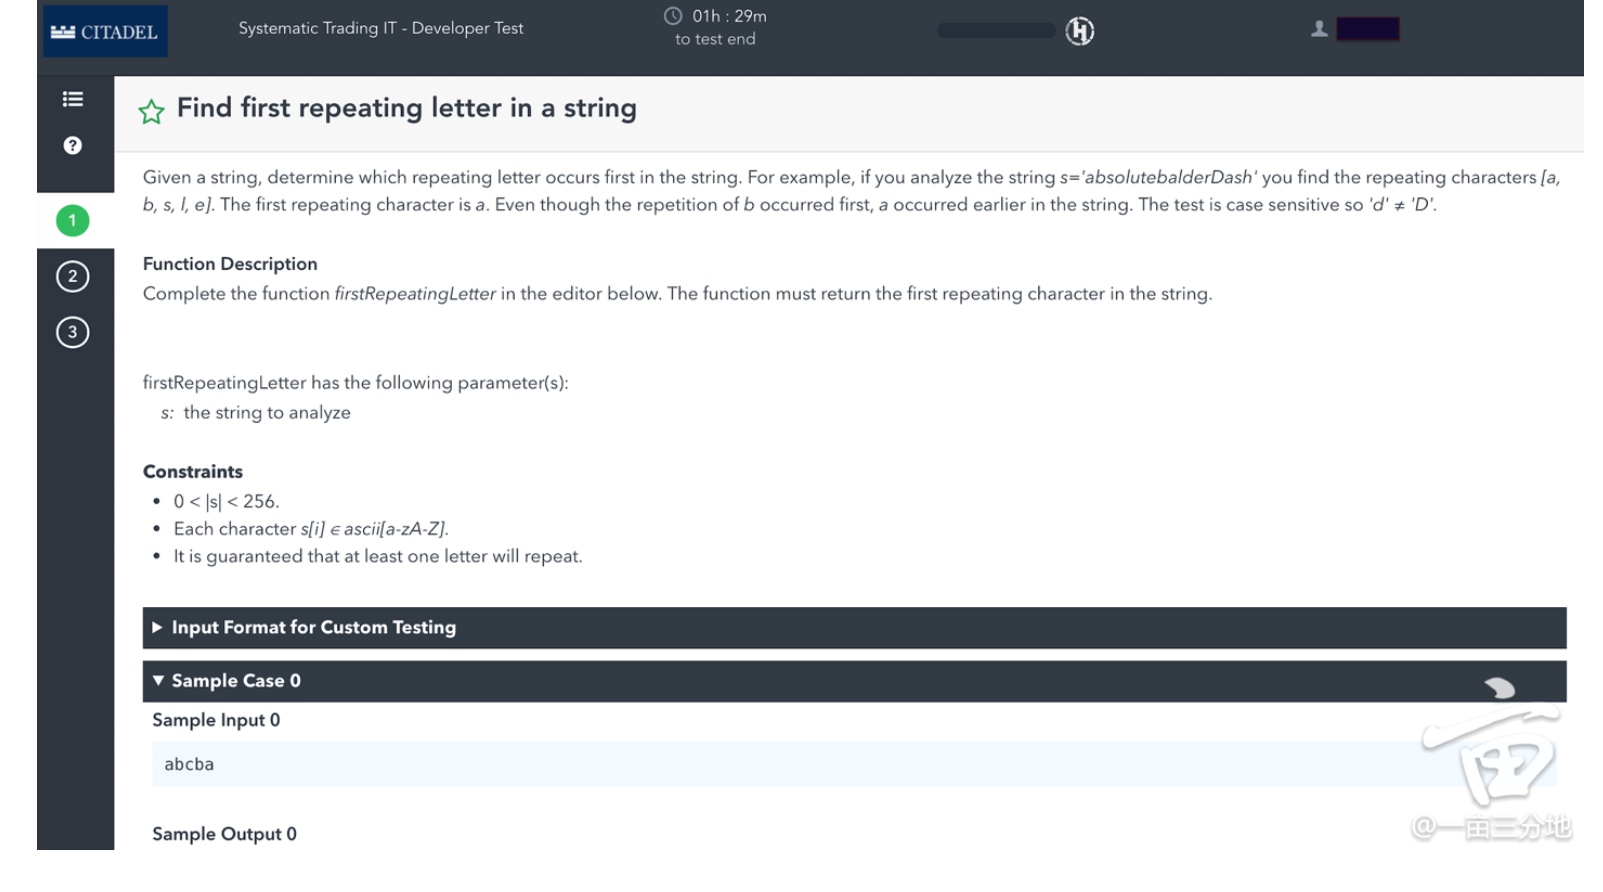 CITADEL
Systematic Trading IT - Developer Test
01h : 29m
to test end
Find first repeating letter in a string
Given a string, determine which repeating letter occurs first in the string. For example, if you analyze the string s='absolutebalderDash' you find the repeating characters [a,
b, s, l, e]. The first repeating character is a. Even though the repetition of b occurred first, a occurred earlier in the string. The test is case sensitive so 'd' ≠ 'D'.
1
2
3
Function Description
Complete the function firstRepeatingLetter in the editor below. The function must return the first repeating character in the string.
firstRepeatingLetter has the following parameter(s):
s: the string to analyze
Constraints
• 0 < |s| < 256.
• Each character s[i] ∈ ascii[a-zA-Z].
• It is guaranteed that at least one letter will repeat.
Input Format for Custom Testing
Sample Case 0
Sample Input 0
abcba
Sample Output 0
@一亩三分地